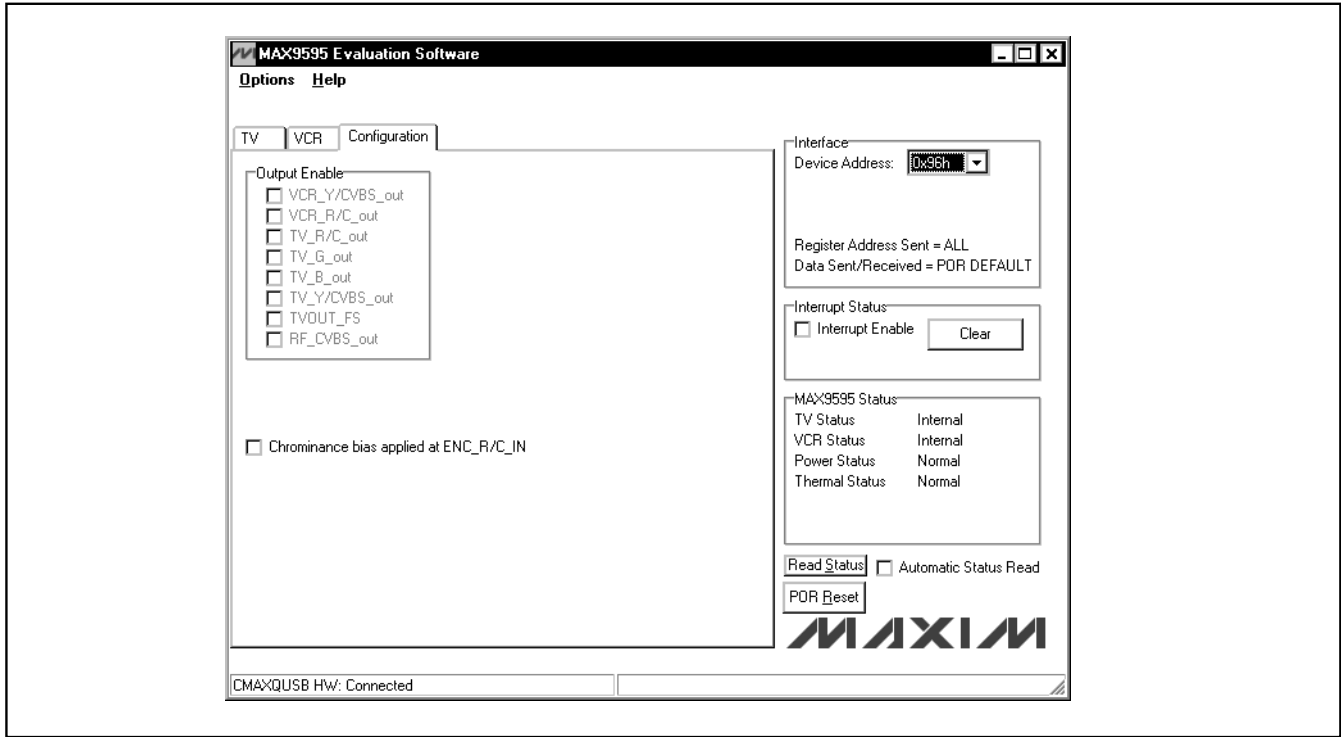 MAX9595 Evaluation Software
Options Help
TV VCR Configuration
Output Enable
VCR_Y/CVBS_out
VCR_R/C_out
TV_R/C_out
TV_G_out
TV_B_out
TV_Y/CVBS_out
TVOUT_FS
RF_CVBS_out
Chrominance bias applied at ENC_R/C_IN
Interface
Device Address: 0x96h
Register Address Sent = ALL
Data Sent/Received = POR DEFAULT
Interrupt Status
Interrupt Enable Clear
MAX9595 Status
TV Status Internal
VCR Status Internal
Power Status Normal
Thermal Status Normal
Read Status Automatic Status Read
POR Reset
MAXIM
CMAXQUSB HW: Connected